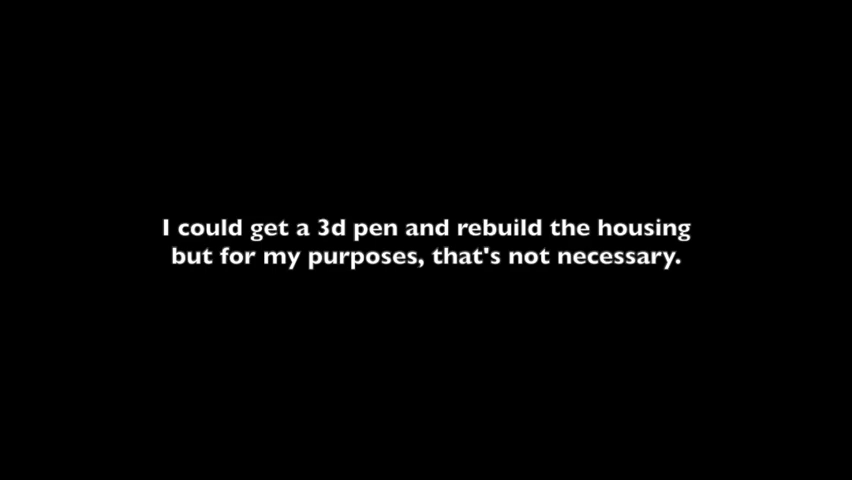 I could get a 3d pen and rebuild the housing
but for my purposes, that's not necessary.